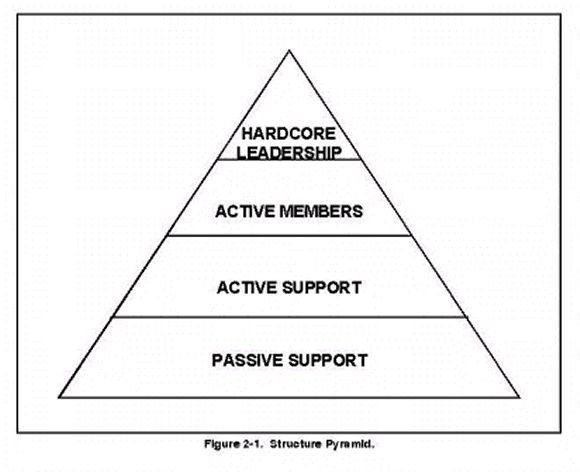 HARDCORE
LEADERSHIP
ACTIVE MEMBERS
ACTIVE SUPPORT
PASSIVE SUPPORT
Figure 2-1. Structure Pyramid.